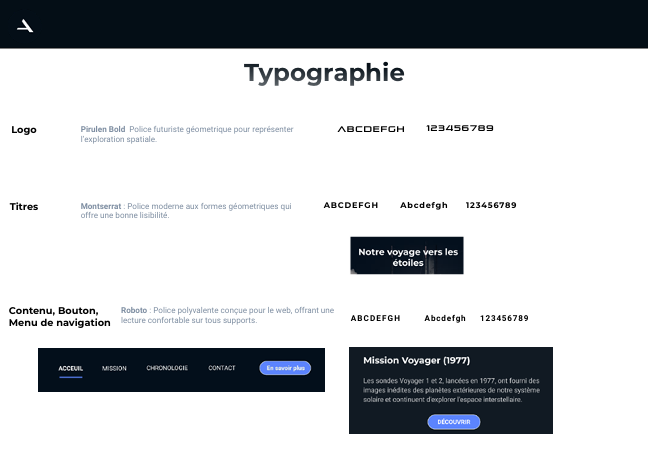 Typographie
Logo
Pirulen Bold Police futuriste géometrique pour représenter
l'exploration spatiale.
ABCDEFGH 123456789
Titres
Montserrat : Police moderne aux formes géometriques qui
offre une bonne lisibilité.
ABCDEFGH Abcdefgh 123456789
Notre voyage vers les
étoiles
Contenu, Bouton,
Menu de navigation
Roboto : Police polyvalente conçue pour le web, offrant une
lecture confortable sur tous supports.
ABCDEFGH Abcdefgh 123456789
ACCEUIL MISSION CHRONOLOGIE CONTACT En savoir plus
Mission Voyager (1977)
Les sondes Voyager 1 et 2, lancées en 1977, ont fourni des
images inédites des planètes extérieures de notre système
solaire et continuent d'explorer l'espace interstellaire.
DÉCOUVRIR